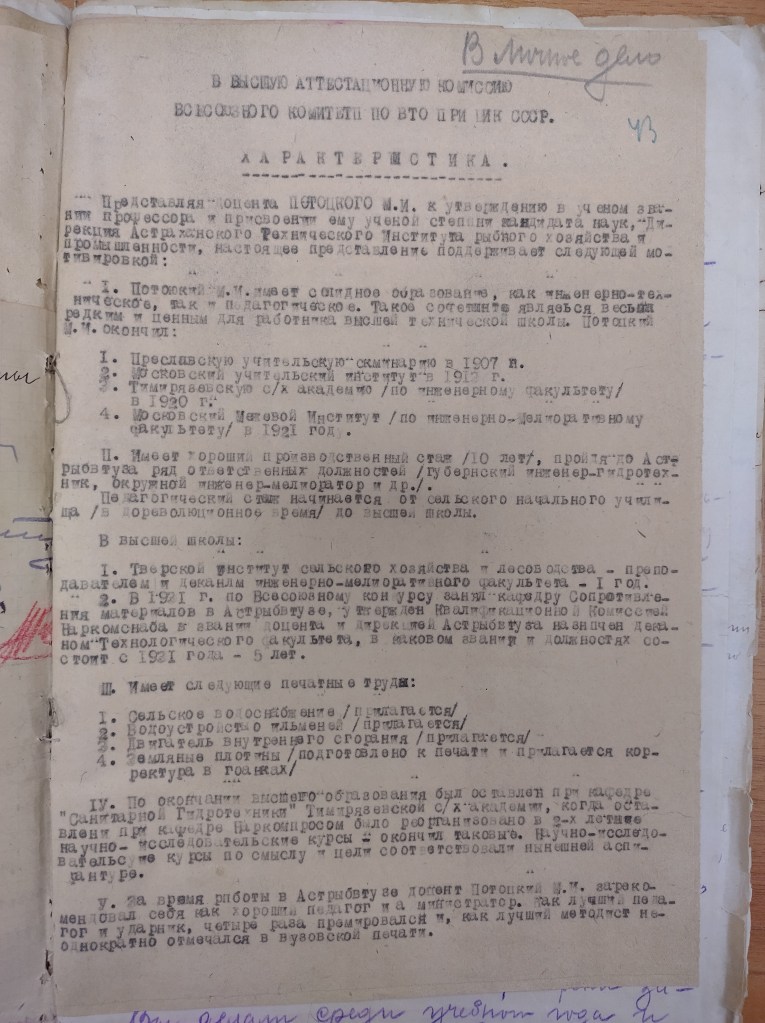 В личное дело
В ВЫСШУЮ АТТЕСТАЦИОННУЮ КОМИССИЮ
ВСЕСОЮЗНОГО КОМИТЕТП ПО ВТО ПРИ ЦИК СССР.
43
ХАРАКТЕРИСТИКА.
Представляя доцента ПОТОЦКОГО М.И. к утверждению в ученом зва-
нии профессора и присвоении ему ученой степени кандидата наук, Ди-
рекция Астраханского Технического Института рыбного хозяйства и
промышленности, настоящее представление поддерживает следующей мо-
тивировкой:
I. Потоцкий М.И. имеет солидное образование, как инженерно-тех-
ническое, так и педагогическое. Такое сочетание является весьма
редким и ценным для работника высшей технической школы. Потоцкий
М.И. окончил:
1. Преславскую учительскую семинарию в 1907 г.
2. Московский учительский институт в 1912 г.
3. Тимирязевскую с/х академию /по инженерному факультету/
в 1920 г.
4. Московский Межевой Институт /по инженерно-мелиоративному
факультету/ в 1921 году.
II. Имеет хороший производственный стаж /10 лет/, пройдя до Аст-
рыбвтуза ряд ответственных должностей /губернский инженер-гидротех-
ник, окружной инженер-мелиоратор и др./.
Педагогический стаж начинается от сельского начального учили-
ща /в дореволюционное время/ до высшей школы.
В высшей школы:
I. Тверской институт сельского хозяйства и лесоводства - препо-
давателем и деканом инженерно-мелиоративного факультета - I год.
2. В 1921 г. по Всесоюзному конкурсу занял кафедру Сопротивле-
ния материалов в Астрыбвтузе, утвержден Квалификационной Комиссией
Наркомснаба в звании доцента и дирекцией Астрыбвтуза назначен дека-
ном Технологического факультета, в каковом звании и должностях со-
стоит с 1921 года - 5 лет.
III. Имеет следующие печатные труды:
1. Сельское водоснабжение /прилагается/
2. Водоустройство ильменей /прилагается/
3. Двигатель внутреннего сгорания /прилагается/
4. Земляные плотины /подготовлено к печати и прилагается кор-
ректура в гранках/
IV. По окончании высшего образования был оставлен при кафедре
"Санитарной Гидротехники" Тимирязевской с/х академии, когда оста-
влени при кафедре Наркомпросом было реорганизовано в 2-х летние
научно-исследовательские курсы - окончил таковые. Научно-исследо-
вательсуие курсы по смыслу и цели соответствовали нынешней аспи-
рантуре.
У. За время рпботы в Астрыбвтузе доцент Потоцкий М.И. зареко-
мендовал себя как хороший педагог и а министратор. Как лучший педа-
гог и ударник, четыре раза премировался и, как лучший методист не-
однократно отмечался в вузовской печати.
среди учебного года и